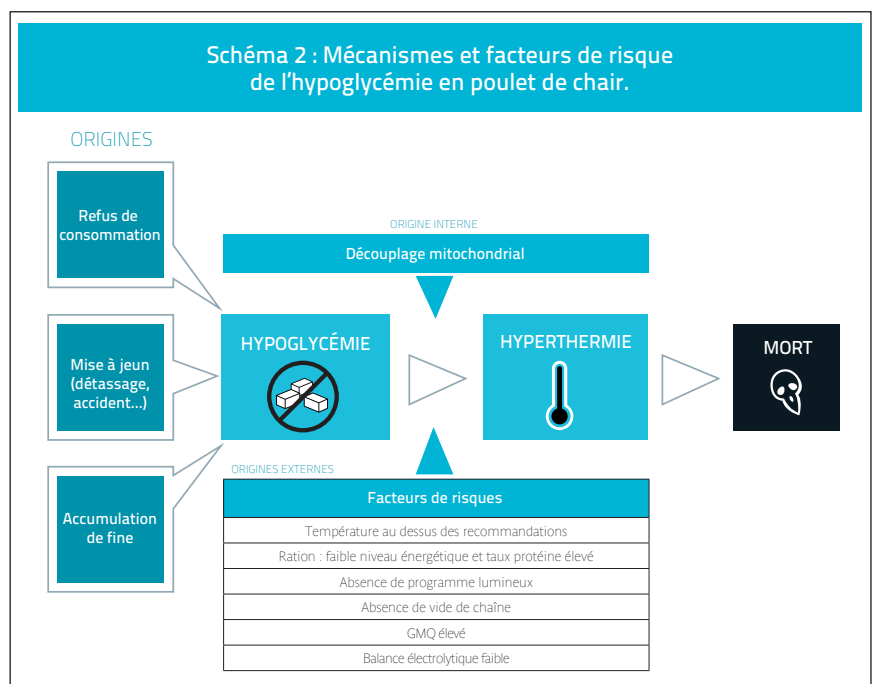 Schéma 2 : Mécanismes et facteurs de risque
de l'hypoglycémie en poulet de chair.
ORIGINES
Refus de
consommation
Mise à jeun
(détassage,
accident...)
Accumulation
de fine
ORIGINE INTERNE
Découplage mitochondrial
HYPOGLYCÉMIE
HYPERTHERMIE
MORT
ORIGINES EXTERNES
Facteurs de risques
Température au dessus des recommandations
Ration : faible niveau énergétique et taux protéine élevé
Absence de programme lumineux
Absence de vide de chaîne
GMQ élevé
Balance électrolytique faible